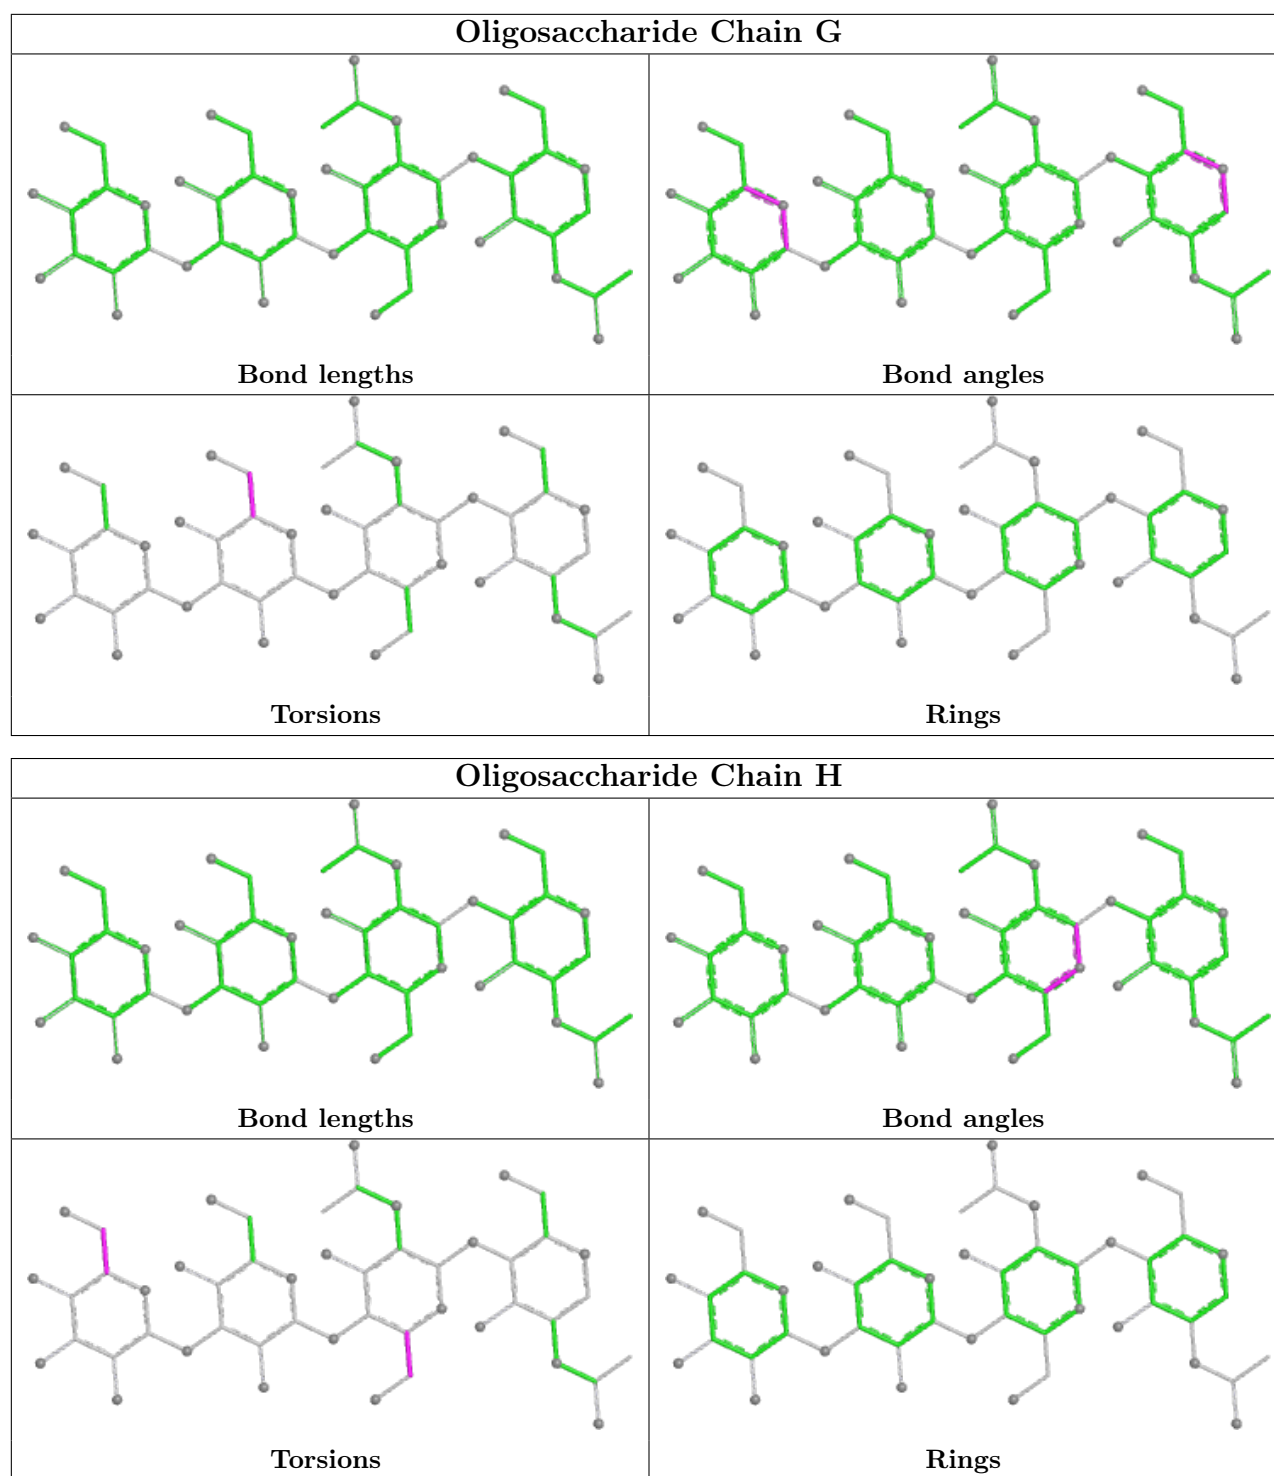 Oligosaccharide Chain G
Bond lengths
Bond angles
Torsions
Rings
Oligosaccharide Chain H
Bond lengths
Bond angles
Torsions
Rings